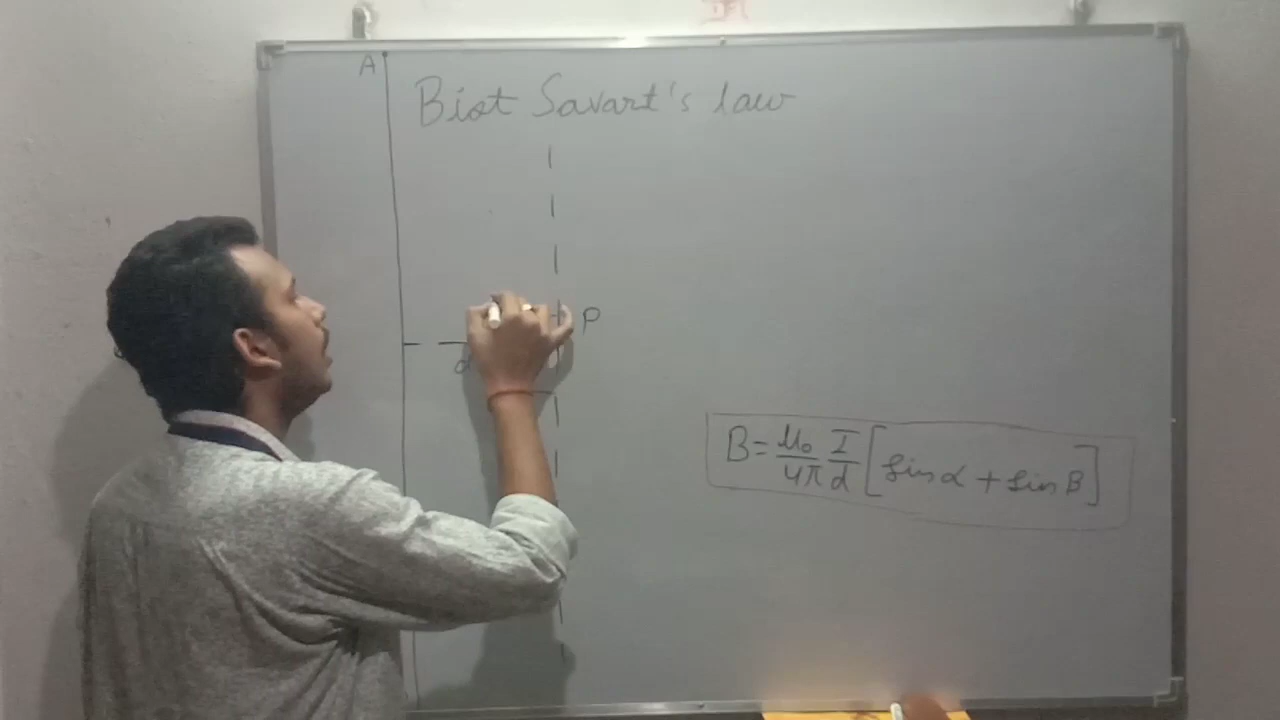 A
Biot Savart's law
P
d
B = μ₀/4π I/d [sin α + sin β]